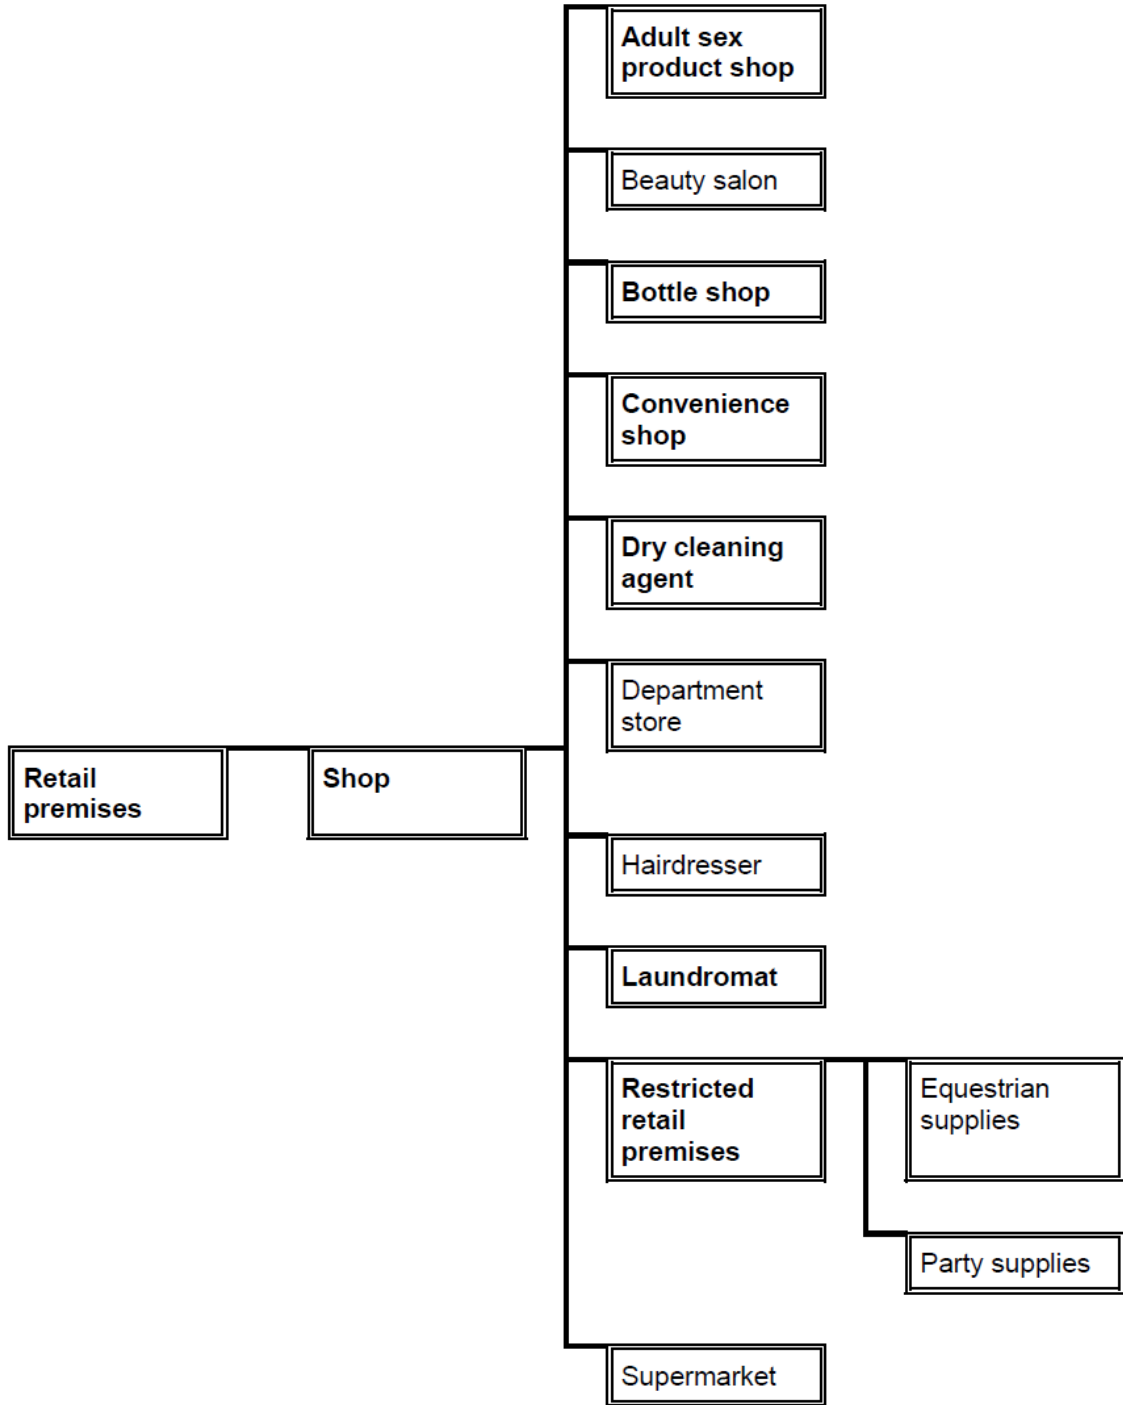 Adult sex
product shop
Beauty salon
Bottle shop
Convenience
shop
Dry cleaning
agent
Department
store
Retail
premises
Shop
Hairdresser
Laundromat
Restricted
retail
premises
Equestrian
supplies
Party supplies
Supermarket